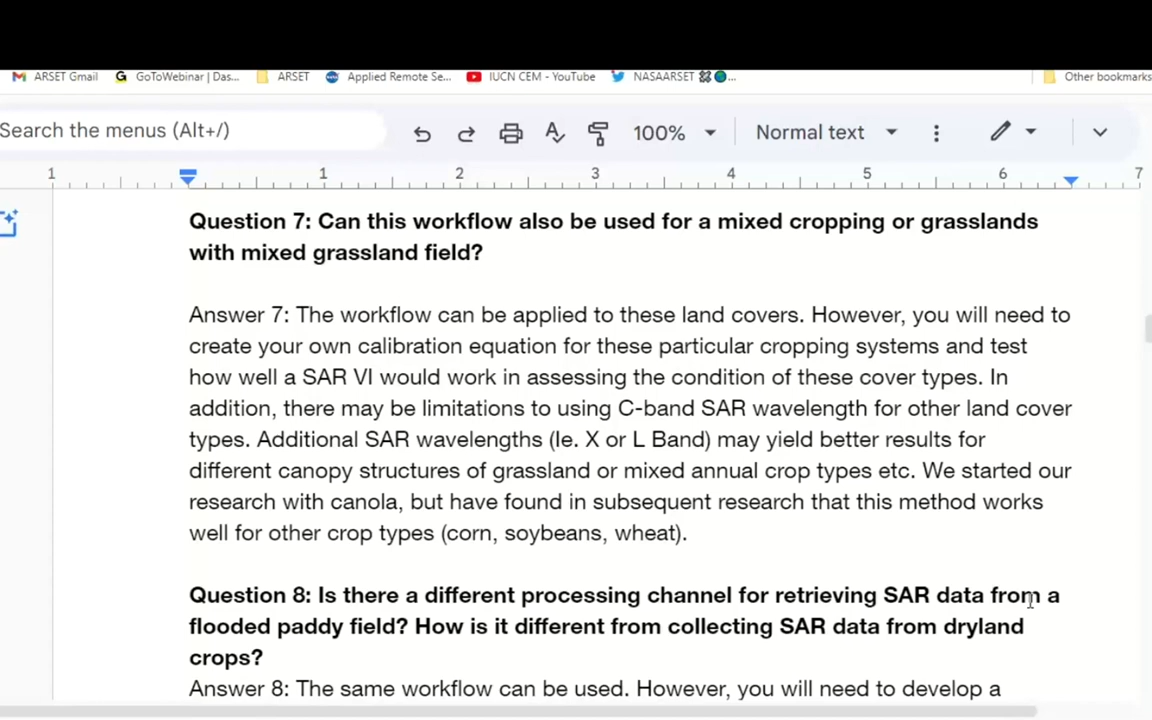 ARSET Gmail GoToWebinar | Das... ARSET Applied Remote Se... IUCN CEM - YouTube NASAARSET 🛰🌎... Other bookmarks
Search the menus (Alt+/) 100% Normal text
1 1 2 3 4 5 6 7
Question 7: Can this workflow also be used for a mixed cropping or grasslands
with mixed grassland field?
Answer 7: The workflow can be applied to these land covers. However, you will need to
create your own calibration equation for these particular cropping systems and test
how well a SAR VI would work in assessing the condition of these cover types. In
addition, there may be limitations to using C-band SAR wavelength for other land cover
types. Additional SAR wavelengths (Ie. X or L Band) may yield better results for
different canopy structures of grassland or mixed annual crop types etc. We started our
research with canola, but have found in subsequent research that this method works
well for other crop types (corn, soybeans, wheat).
Question 8: Is there a different processing channel for retrieving SAR data from a
flooded paddy field? How is it different from collecting SAR data from dryland
crops?
Answer 8: The same workflow can be used. However, you will need to develop a